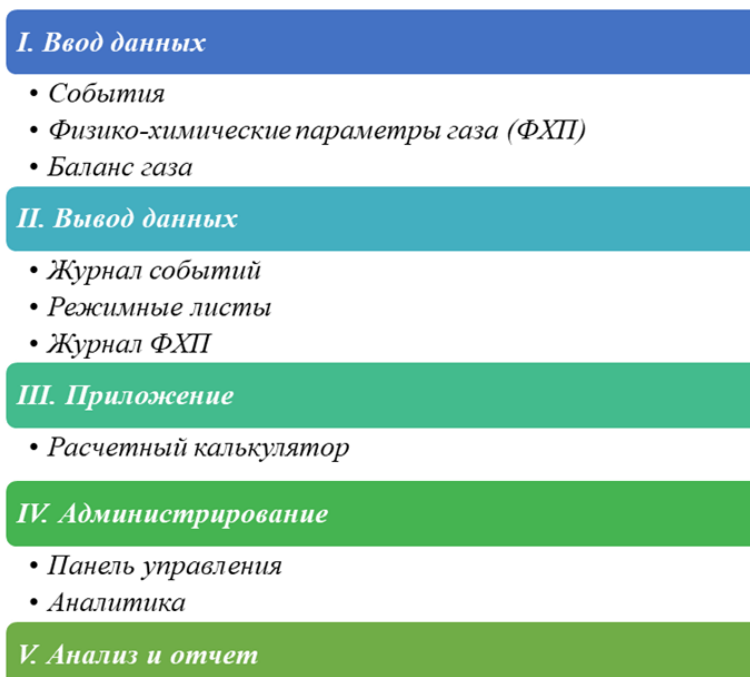 I. Ввод данных
• События
• Физико-химические параметры газа (ФХП)
• Баланс газа
II. Вывод данных
• Журнал событий
• Режимные листы
• Журнал ФХП
III. Приложение
• Расчетный калькулятор
IV. Администрирование
• Панель управления
• Аналитика
V. Анализ и отчет